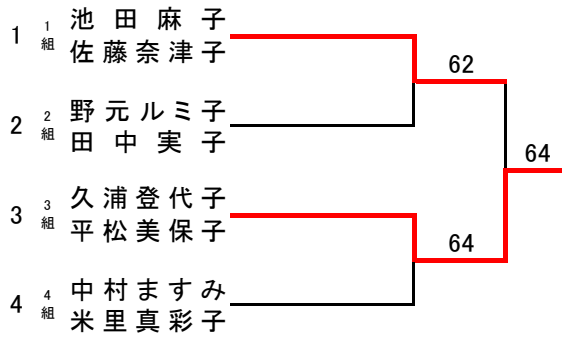 1 1組 池田麻子
佐藤奈津子
62
2 2組 野元ルミ子
田中実子
64
3 3組 久浦登代子
平松美保子
64
4 4組 中村ますみ
米里真彩子